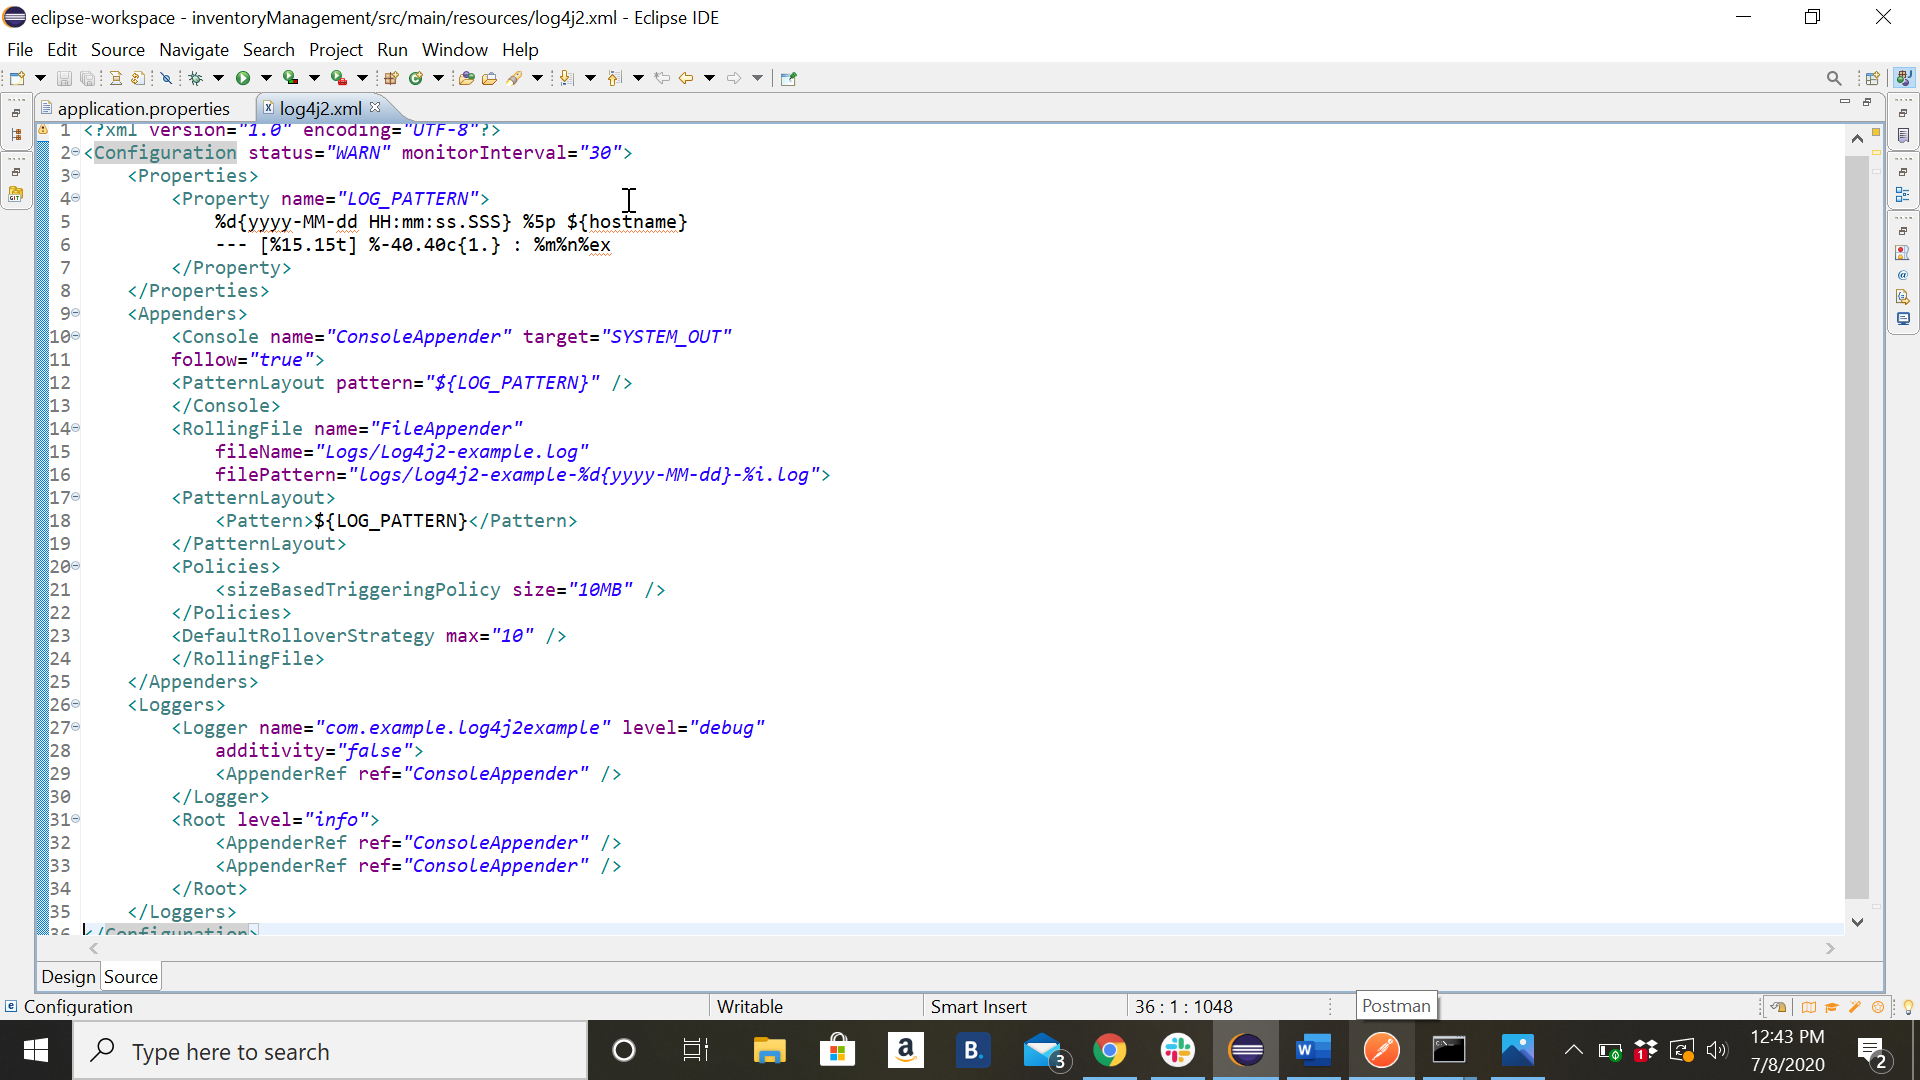 eclipse-workspace - inventoryManagement/src/main/resources/log4j2.xml - Eclipse IDE
File Edit Source Navigate Search Project Run Window Help
application.properties log4j2.xml
1 <?xml version="1.0" encoding="UTF-8"?>
2 <Configuration status="WARN" monitorInterval="30">
3 <Properties>
4 <Property name="LOG_PATTERN">
5 %d{yyyy-MM-dd HH:mm:ss.SSS} %5p ${hostname}
6 --- [%15.15t] %-40.40c{1.} : %m%n%ex
7 </Property>
8 </Properties>
9 <Appenders>
10 <Console name="ConsoleAppender" target="SYSTEM_OUT"
11 follow="true">
12 <PatternLayout pattern="${LOG_PATTERN}" />
13 </Console>
14 <RollingFile name="FileAppender"
15 fileName="Logs/Log4j2-example.log"
16 filePattern="logs/log4j2-example-%d{yyyy-MM-dd}-%i.log">
17 <PatternLayout>
18 <Pattern>${LOG_PATTERN}</Pattern>
19 </PatternLayout>
20 <Policies>
21 <sizeBasedTriggeringPolicy size="10MB" />
22 </Policies>
23 <DefaultRolloverStrategy max="10" />
24 </RollingFile>
25 </Appenders>
26 <Loggers>
27 <Logger name="com.example.log4j2example" level="debug"
28 additivity="false">
29 <AppenderRef ref="ConsoleAppender" />
30 </Logger>
31 <Root level="info">
32 <AppenderRef ref="ConsoleAppender" />
33 <AppenderRef ref="ConsoleAppender" />
34 </Root>
35 </Loggers>
36 </Configuration>
Design Source
Configuration Writable Smart Insert 36 : 1 : 1048 Postman
Type here to search
a B. 3 W 1
12:43 PM
7/8/2020
2